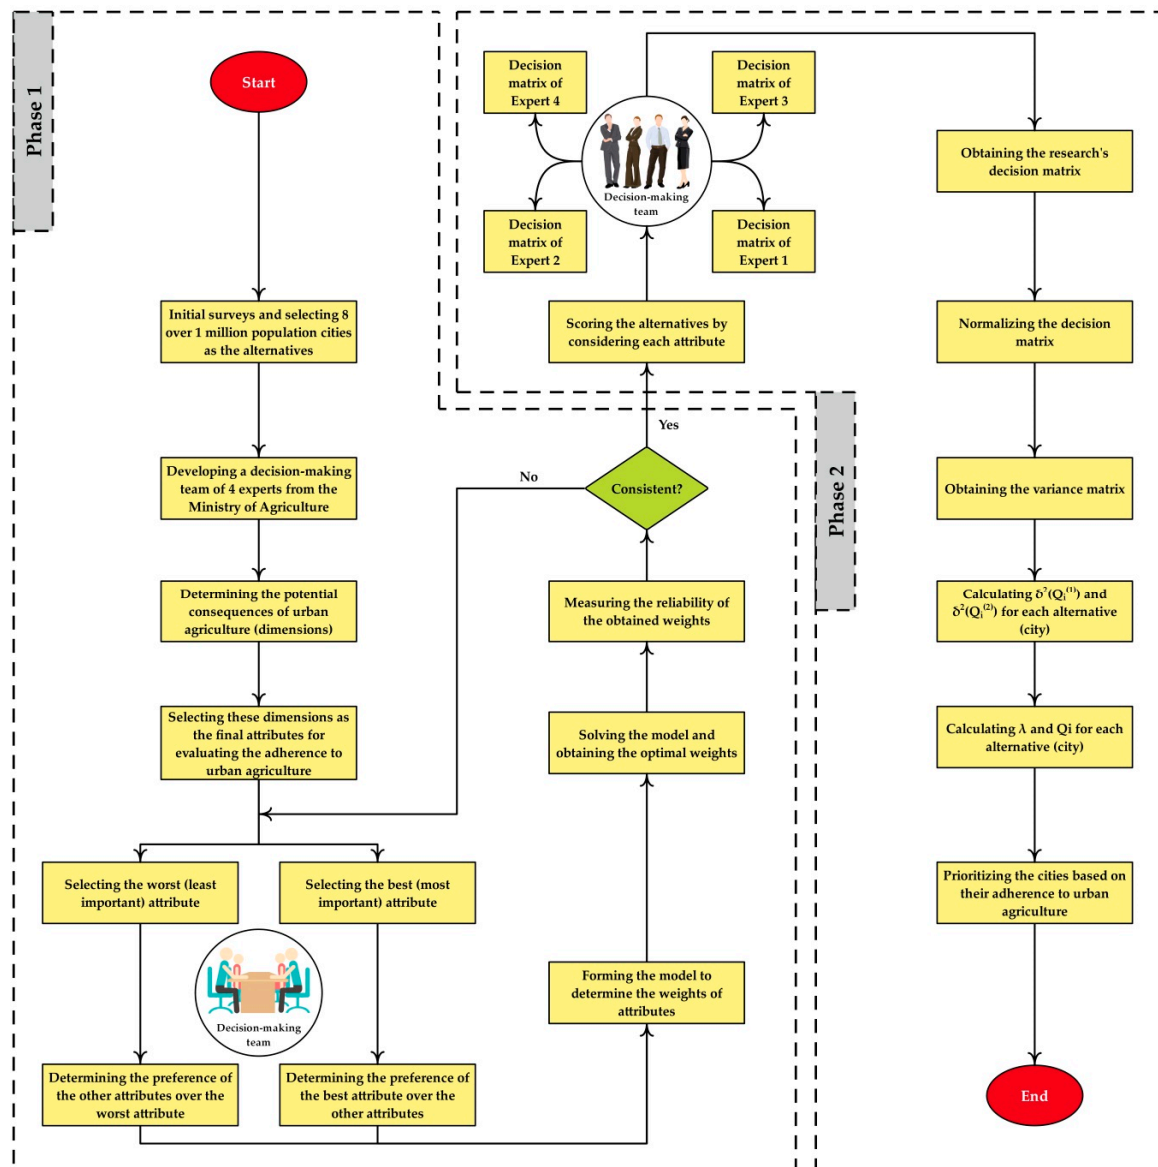 Phase 1
Start
Initial surveys and selecting 8
over 1 million population cities
as the alternatives
Developing a decision-making
team of 4 experts from the
Ministry of Agriculture
Determining the potential
consequences of urban
agriculture (dimensions)
Selecting these dimensions as
the final attributes for
evaluating the adherence to
urban agriculture
Selecting the worst (least
important) attribute
Selecting the best (most
important) attribute
Decision-making
team
Determining the preference of
the other attributes over the
worst attribute
Determining the preference of
the best attribute over the
other attributes
Forming the model to
determine the weights of
attributes
Solving the model and
obtaining the optimal weights
Measuring the reliability of
the obtained weights
Consistent?
No
Yes
Phase 2
Scoring the alternatives by
considering each attribute
Decision-making
team
Decision
matrix of
Expert 4
Decision
matrix of
Expert 3
Decision
matrix of
Expert 2
Decision
matrix of
Expert 1
Obtaining the research's
decision matrix
Normalizing the decision
matrix
Obtaining the variance matrix
Calculating δ²(Qᵢ⁽¹⁾) and
δ²(Qᵢ⁽²⁾) for each alternative
(city)
Calculating λ and Qi for each
alternative (city)
Prioritizing the cities based on
their adherence to urban
agriculture
End